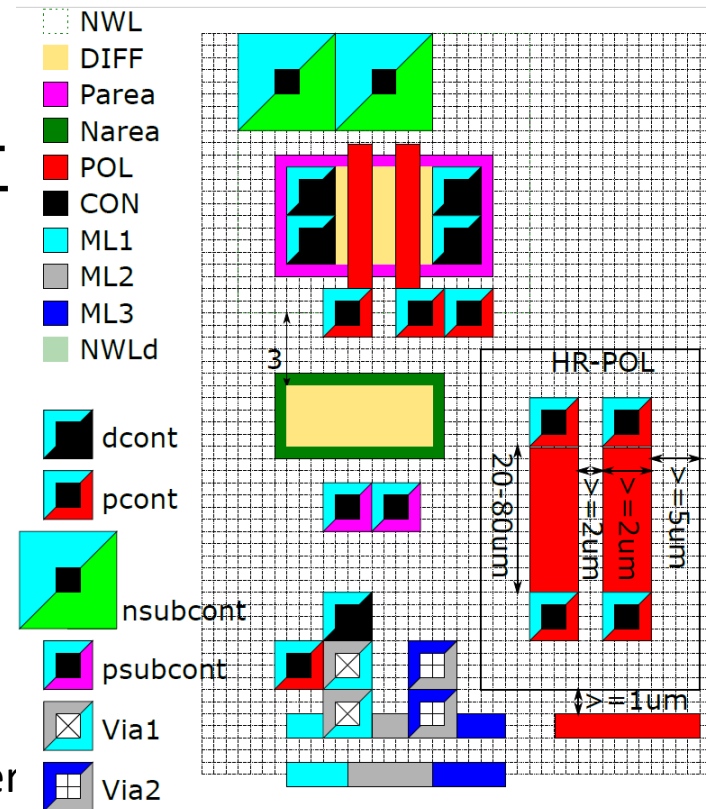 NWL
DIFF
Parea
Narea
POL
CON
ML1
ML2
ML3
NWLd
dcont
pcont
nsubcont
psubcont
Via1
Via2
3
HR-POL
20-80um
>=2um
>=2um
>=5um
>=1um
er